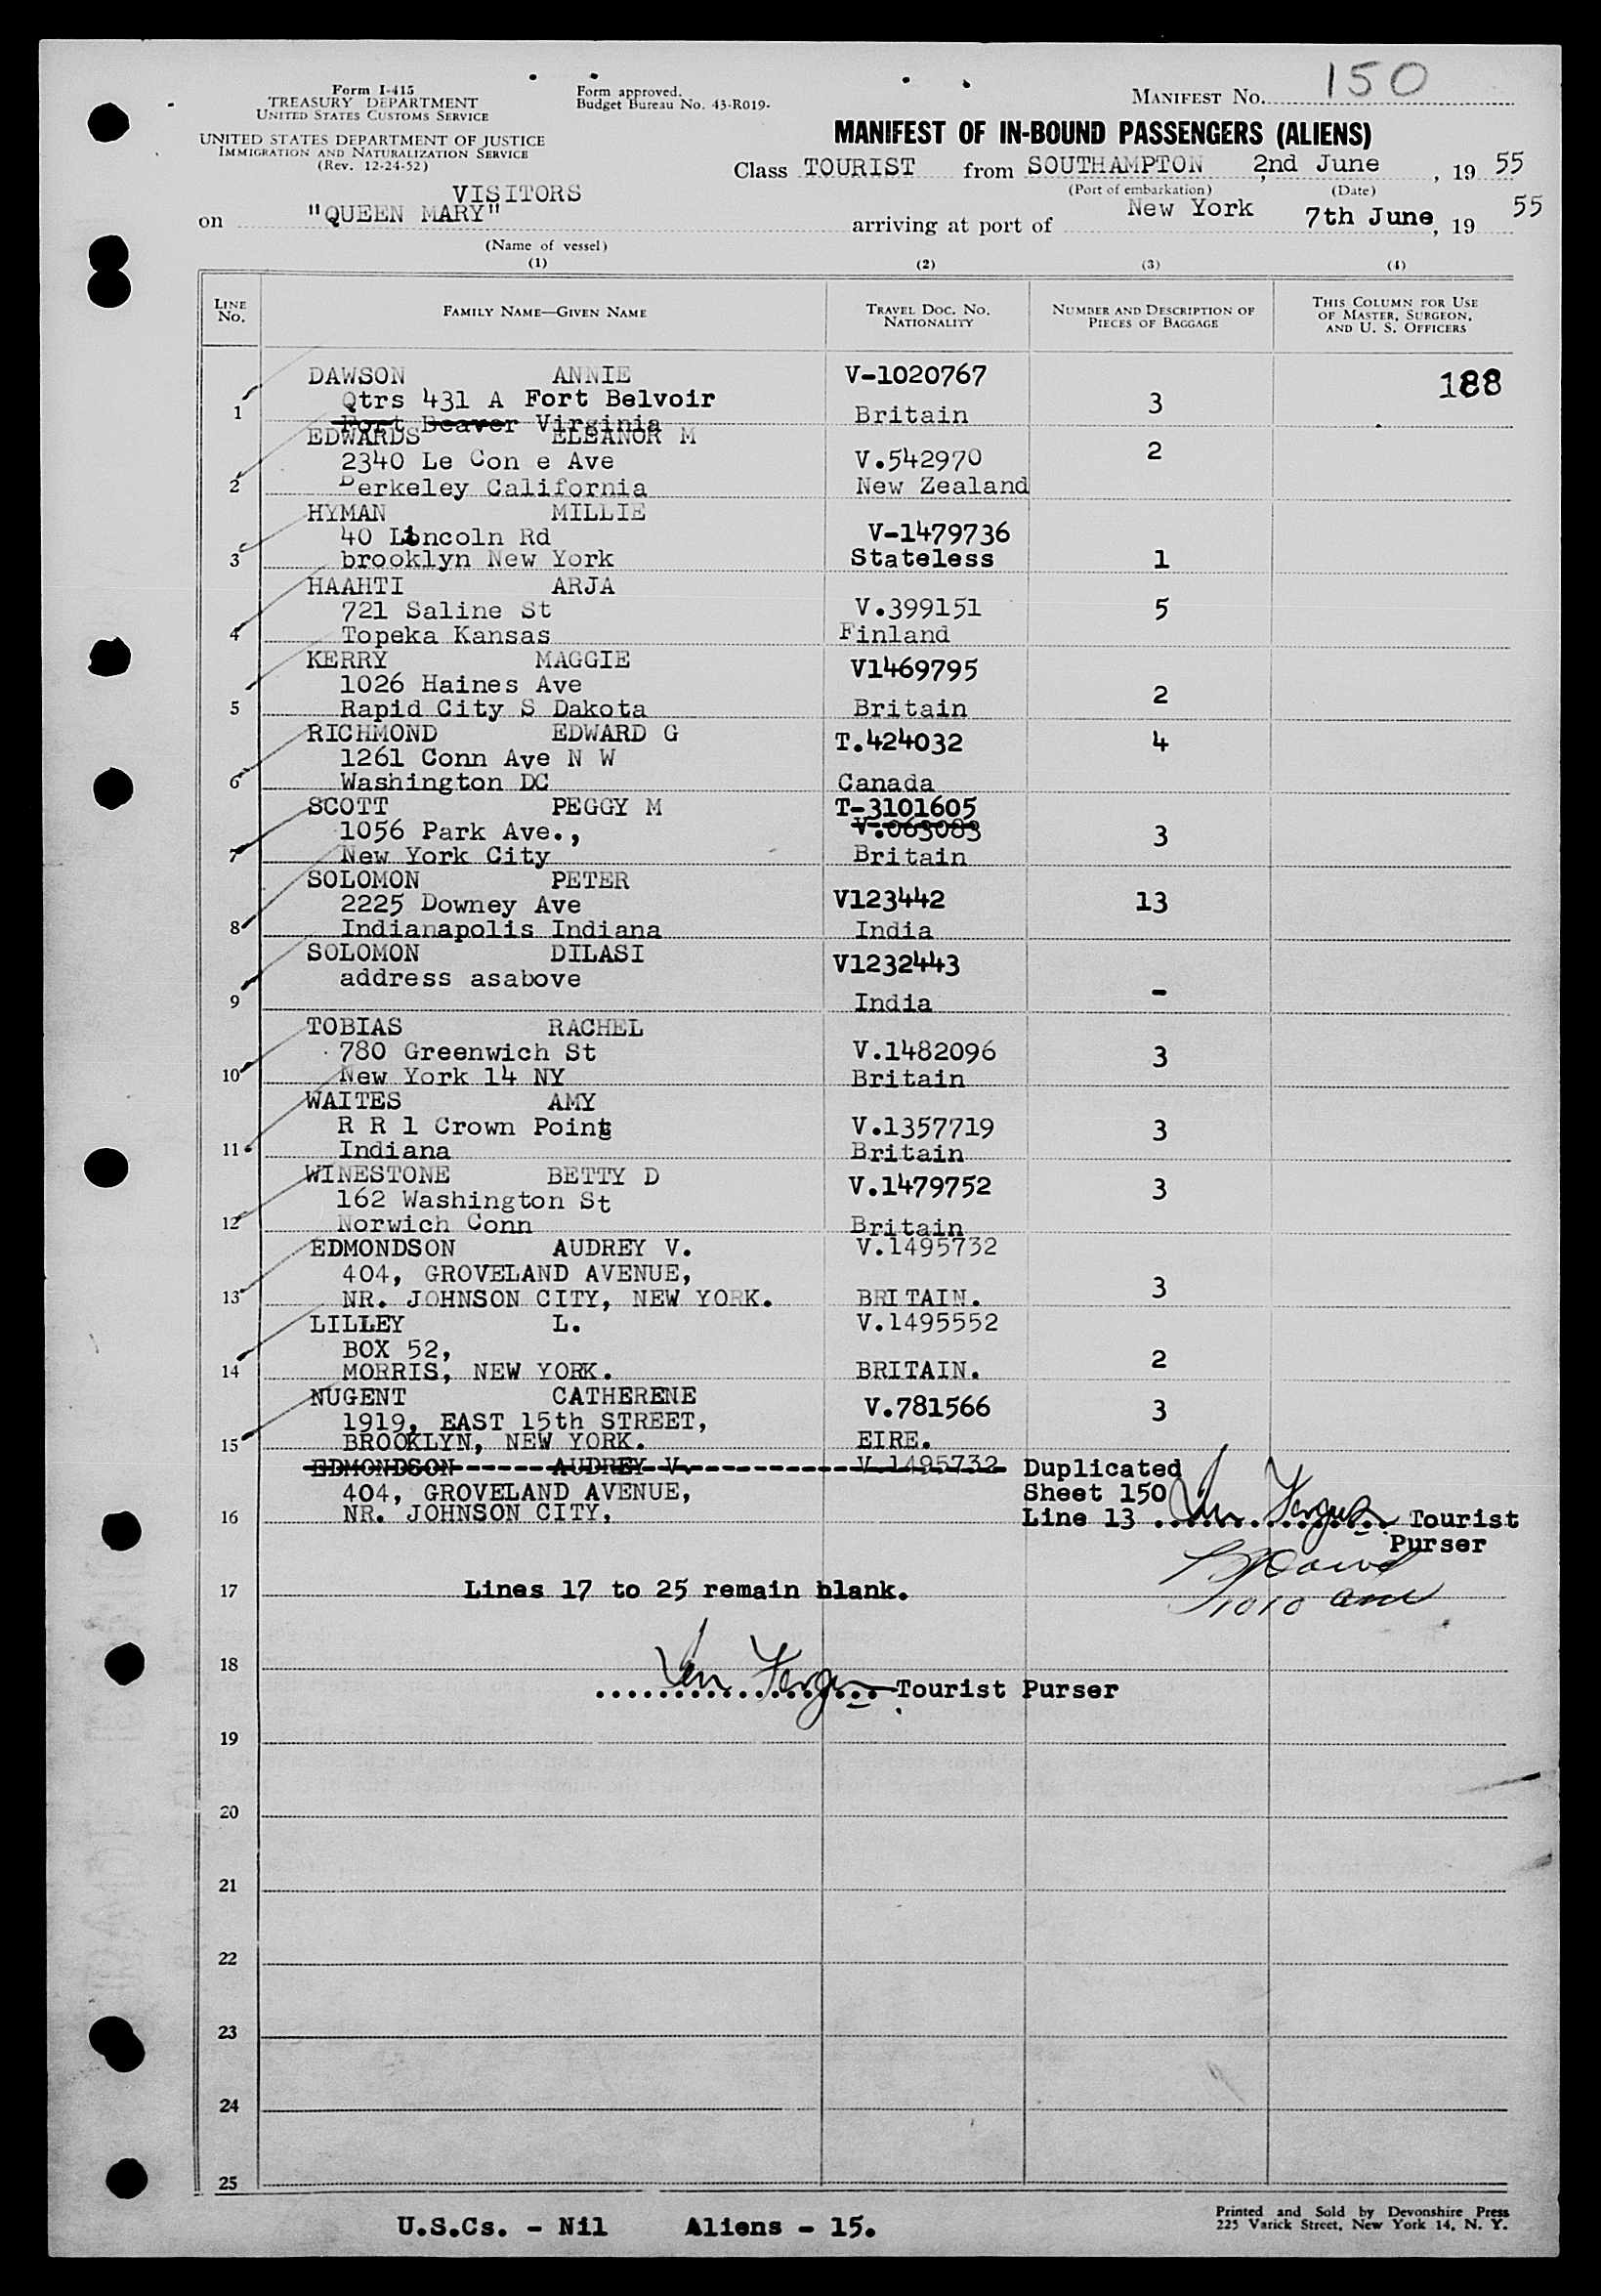 Form I-415
TREASURY DEPARTMENT
UNITED STATES CUSTOMS SERVICE
UNITED STATES DEPARTMENT OF JUSTICE
IMMIGRATION AND NATURALIZATION SERVICE
(Rev. 12-24-52)
Form approved.
Budget Bureau No. 43-R019-
MANIFEST No. 150
MANIFEST OF IN-BOUND PASSENGERS (ALIENS)
Class TOURIST from SOUTHAMPTON 2nd June, 19 55
(Port of embarkation) (Date)
VISITORS
on "QUEEN MARY" arriving at port of New York 7th June, 19 55
(Name of vessel)
(1) (2) (3) (4)
LINE No. FAMILY NAME—GIVEN NAME TRAVEL DOC. NO. NATIONALITY NUMBER AND DESCRIPTION OF PIECES OF BAGGAGE THIS COLUMN FOR USE OF MASTER, SURGEON, AND U. S. OFFICERS
DAWSON ANNIE V-1020767 188
Qtrs 431 A Fort Belvoir
1 Fort Beaver Virginia Britain 3
EDWARDS ELEANOR M
2340 Le Con e Ave V.542970 2
2 Berkeley California New Zealand
HYMAN MILLIE
40 Lincoln Rd V-1479736
3 brooklyn New York Stateless 1
HAAHTI ARJA
721 Saline St V.399151 5
4 Topeka Kansas Finland
KERRY MAGGIE V1469795
1026 Haines Ave
5 Rapid City S Dakota Britain 2
RICHMOND EDWARD G T.424032 4
1261 Conn Ave N W
6 Washington DC Canada
SCOTT PEGGY M T-3101605
1056 Park Ave., V.063083 3
7 New York City Britain
SOLOMON PETER
2225 Downey Ave V123442 13
8 Indianapolis Indiana India
SOLOMON DILASI V1232443
address asabove
9 India -
TOBIAS RACHEL
780 Greenwich St V.1482096 3
10 New York 14 NY Britain
WAITES AMY
R R 1 Crown Point V.1357719 3
11 Indiana Britain
WINESTONE BETTY D V.1479752 3
162 Washington St
12 Norwich Conn Britain
EDMONDSON AUDREY V. V.1495732
404, GROVELAND AVENUE,
13 NR. JOHNSON CITY, NEW YORK. BRITAIN. 3
LILLEY L. V.1495552
BOX 52,
14 MORRIS, NEW YORK. BRITAIN. 2
NUGENT CATHERENE V.781566 3
1919, EAST 15th STREET,
15 BROOKLYN, NEW YORK. EIRE.
EDMONDSON AUDREY V. V.1495732 Duplicated
404, GROVELAND AVENUE, Sheet 150
16 NR. JOHNSON CITY. Line 13 Tourist
Purser
17 Lines 17 to 25 remain blank. 1010 am
18
Tourist Purser
19
20
21
22
23
24
25
U.S.Cs. - Nil Aliens - 15.
Printed and Sold by Devonshire Press
225 Varick Street, New York 14, N. Y.